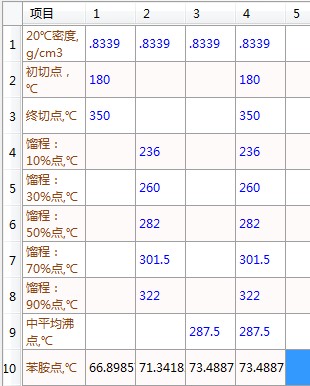 项目 1 2 3 4 5
1 20℃密度, .8339 .8339 .8339 .8339
g/cm3
2 初切点， 180 180
℃
3 终切点,℃ 350 350
4 馏程： 236 236
10%点,℃
5 馏程： 260 260
30%点,℃
6 馏程： 282 282
50%点,℃
7 馏程： 301.5 301.5
70%点,℃
8 馏程： 322 322
90%点,℃
9 中平均沸 287.5 287.5
点,℃
10 苯胺点,℃ 66.8985 71.3418 73.4887 73.4887